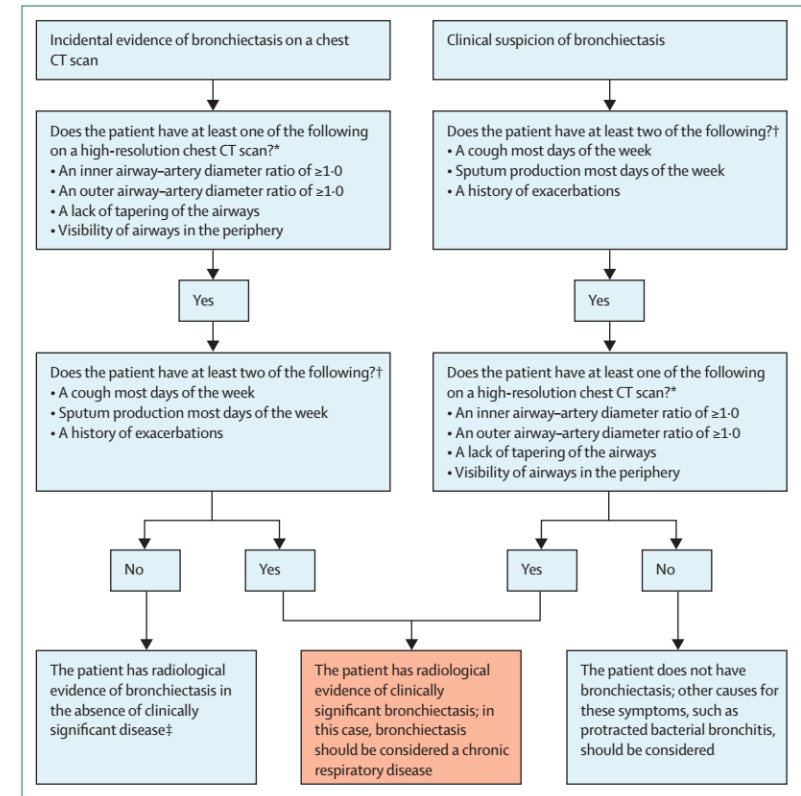 Incidental evidence of bronchiectasis on a chest
CT scan
Does the patient have at least one of the following
on a high-resolution chest CT scan?*
• An inner airway–artery diameter ratio of ≥1·0
• An outer airway–artery diameter ratio of ≥1·0
• A lack of tapering of the airways
• Visibility of airways in the periphery
Yes
Does the patient have at least two of the following?†
• A cough most days of the week
• Sputum production most days of the week
• A history of exacerbations
No
Yes
Clinical suspicion of bronchiectasis
Does the patient have at least two of the following?†
• A cough most days of the week
• Sputum production most days of the week
• A history of exacerbations
Yes
Does the patient have at least one of the following
on a high-resolution chest CT scan?*
• An inner airway–artery diameter ratio of ≥1·0
• An outer airway–artery diameter ratio of ≥1·0
• A lack of tapering of the airways
• Visibility of airways in the periphery
Yes
No
The patient has radiological
evidence of bronchiectasis in
the absence of clinically
significant disease‡
The patient has radiological
evidence of clinically
significant bronchiectasis; in
this case, bronchiectasis
should be considered a chronic
respiratory disease
The patient does not have
bronchiectasis; other causes for
these symptoms, such as
protracted bacterial bronchitis,
should be considered